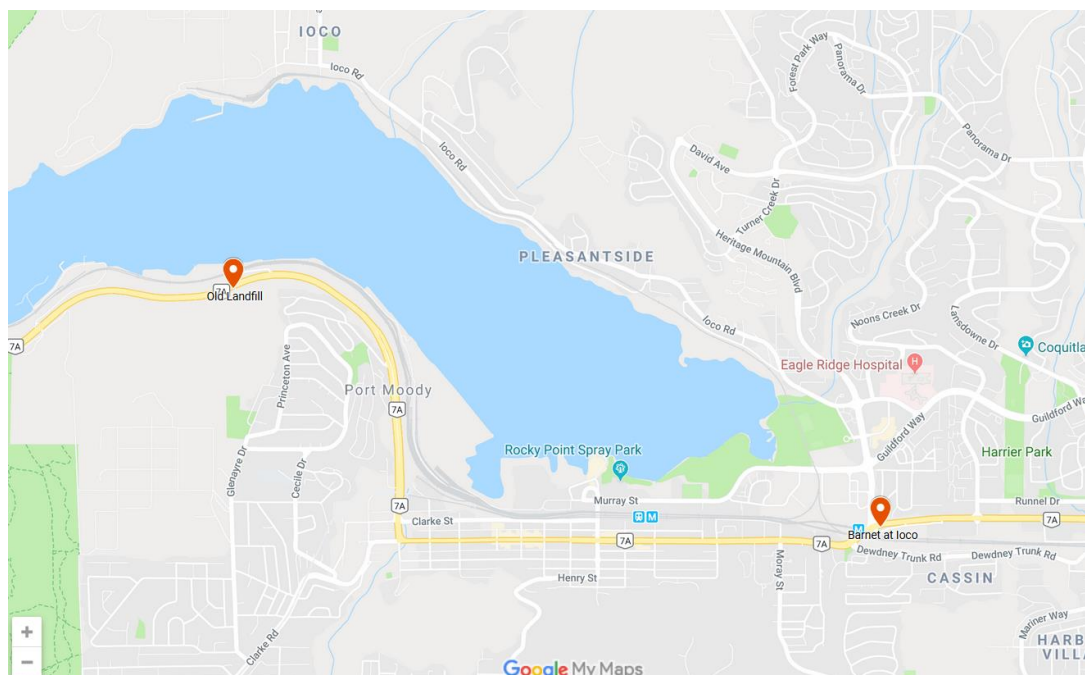 IOCO
Ioco Rd
Forest Park Way
Panorama Dr
Ioco Rd
Panorama Dr
David Ave
Turner Creek Dr
PLEASANTSIDE
Heritage Mountain Blvd
7A
Old Landfill
Noons Creek Dr
Lansdowne Dr
Ioco Rd
7A
Coquitla
Princeton Ave
Eagle Ridge Hospital
H
Port Moody
Guildford Way
7A
Guildford Wa
Rocky Point Spray Park
Harrier Park
Glenayre Dr
Cecile Dr
Murray St
Runnel Dr
7A
M
Clarke St
7A
M
Barnet at Ioco
7A
7A
Dewdney Trunk Rd
Dewdney Trunk Rd
Moray St
Henry St
CASSIN
Mariner Way
Clarke Rd
HARB
VILLA
+
−
Google My Maps